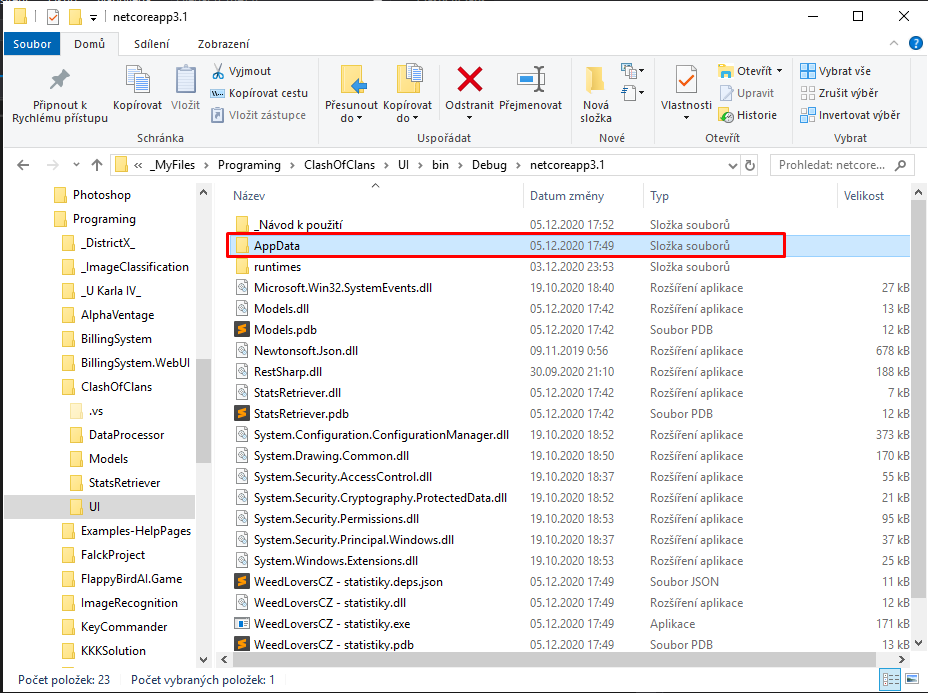 netcoreapp3.1
Soubor Domů Sdílení Zobrazení
Připnout k Rychlému přístupu
Kopírovat
Vložit
Vyjmout
Kopírovat cestu
Vložit zástupce
Schránka
Přesunout do
Kopírovat do
Odstranit
Přejmenovat
Uspořádat
Nová složka
Nové
Vlastnosti
Otevřít
Upravit
Historie
Otevřít
Vybrat vše
Zrušit výběr
Invertovat výběr
Vybrat
« _MyFiles > Programing > ClashOfClans > UI > bin > Debug > netcoreapp3.1
Prohledat: netcore...
Photoshop
Programing
_DistrictX_
_ImageClassification
_U Karla IV_
AlphaVentage
BillingSystem
BillingSystem.WebUI
ClashOfClans
.vs
DataProcessor
Models
StatsRetriever
UI
Examples-HelpPages
FalckProject
FlappyBirdAI.Game
ImageRecognition
KeyCommander
KKKSolution
Název Datum změny Typ Velikost
_Návod k použití 05.12.2020 17:52 Složka souborů
AppData 05.12.2020 17:49 Složka souborů
runtimes 03.12.2020 23:53 Složka souborů
Microsoft.Win32.SystemEvents.dll 19.10.2020 18:40 Rozšíření aplikace 27 kB
Models.dll 05.12.2020 17:42 Rozšíření aplikace 13 kB
Models.pdb 05.12.2020 17:42 Soubor PDB 12 kB
Newtonsoft.Json.dll 09.11.2019 0:56 Rozšíření aplikace 678 kB
RestSharp.dll 30.09.2020 21:10 Rozšíření aplikace 188 kB
StatsRetriever.dll 05.12.2020 17:42 Rozšíření aplikace 7 kB
StatsRetriever.pdb 05.12.2020 17:42 Soubor PDB 12 kB
System.Configuration.ConfigurationManager.dll 19.10.2020 18:52 Rozšíření aplikace 373 kB
System.Drawing.Common.dll 19.10.2020 18:50 Rozšíření aplikace 170 kB
System.Security.AccessControl.dll 19.10.2020 18:37 Rozšíření aplikace 55 kB
System.Security.Cryptography.ProtectedData.dll 19.10.2020 18:52 Rozšíření aplikace 21 kB
System.Security.Permissions.dll 19.10.2020 18:53 Rozšíření aplikace 95 kB
System.Security.Principal.Windows.dll 19.10.2020 18:37 Rozšíření aplikace 37 kB
System.Windows.Extensions.dll 19.10.2020 18:53 Rozšíření aplikace 25 kB
WeedLoversCZ - statistiky.deps.json 05.12.2020 17:49 Soubor JSON 11 kB
WeedLoversCZ - statistiky.dll 05.12.2020 17:49 Rozšíření aplikace 12 kB
WeedLoversCZ - statistiky.exe 05.12.2020 17:49 Aplikace 171 kB
WeedLoversCZ - statistiky.pdb 05.12.2020 17:49 Soubor PDB 13 kB
Počet položek: 23 Počet vybraných položek: 1